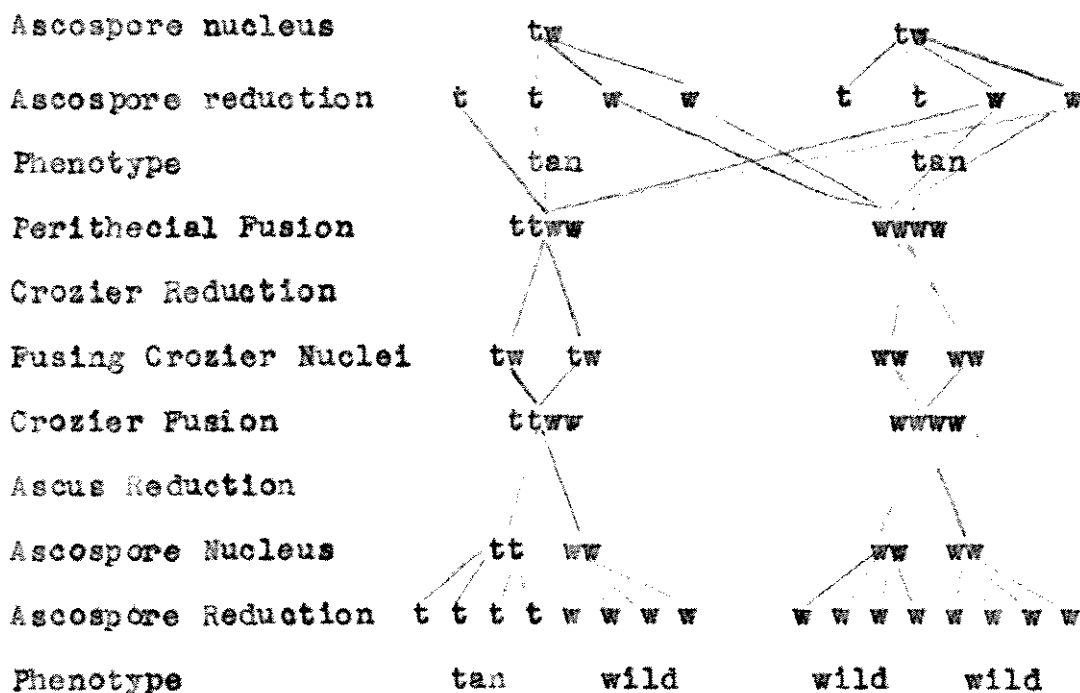 Ascospore nucleus tw tw
Ascospore reduction t t w w t t w w
Phenotype tan tan
Perithecial Fusion ttww wwww
Crozier Reduction
Fusing Crozier Nuclei tw tw ww ww
Crozier Fusion ttww wwww
Ascus Reduction
Ascospore Nucleus tt ww ww ww
Ascospore Reduction t t t t w w w w w w w w w w w w
Phenotype tan wild wild wild